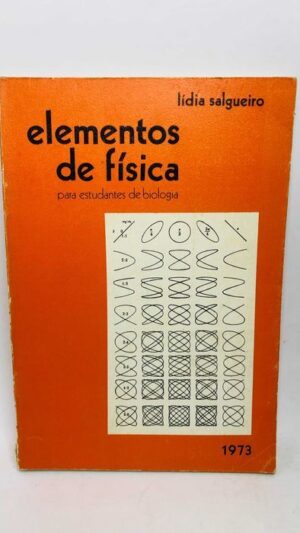 lídia salgueiro
elementos
de física
para estudantes de biologia
1973